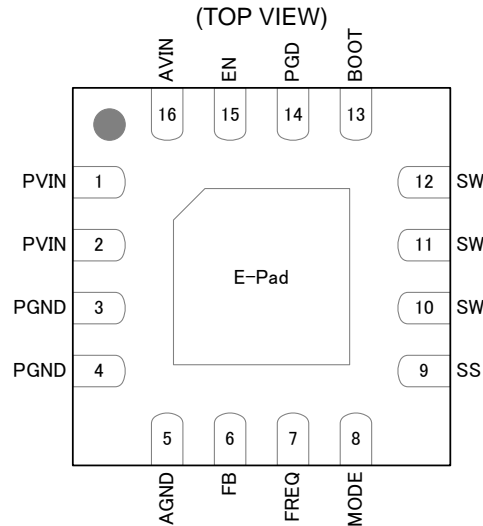 (TOP VIEW)
AVIN
EN
PGD
BOOT
16
15
14
13
PVIN 1
12 SW
PVIN 2
11 SW
E-Pad
PGND 3
10 SW
PGND 4
9 SS
5
6
7
8
AGND
FB
FREQ
MODE